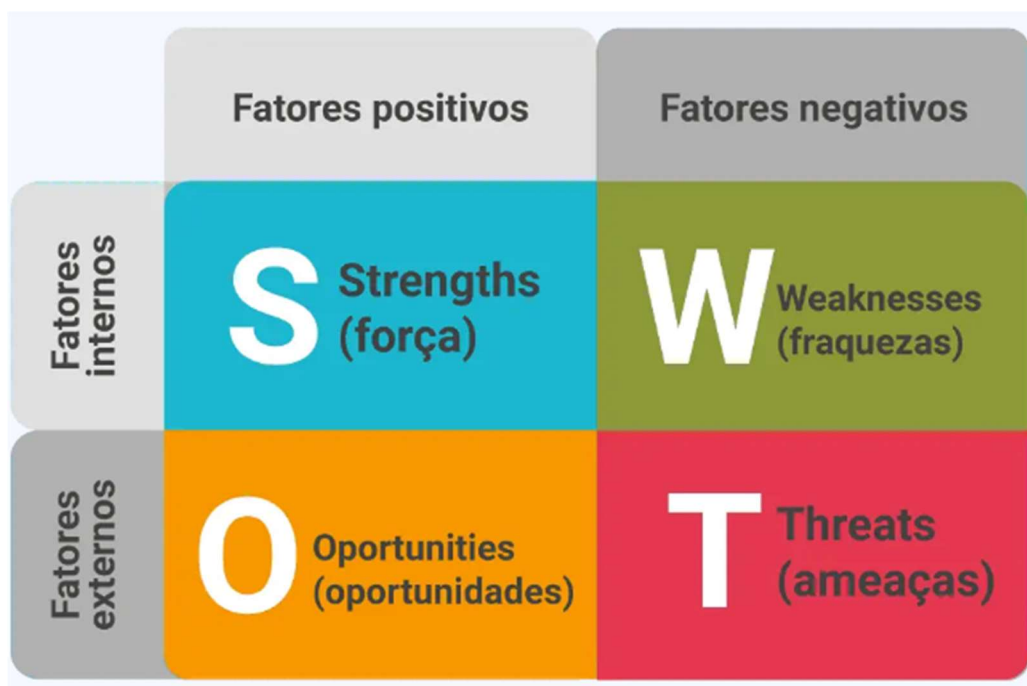 Fatores positivos
Fatores negativos
Fatores
internos
S
Strengths
(força)
W
Weaknesses
(fraquezas)
Fatores
externos
O
Oportunities
(oportunidades)
T
Threats
(ameaças)